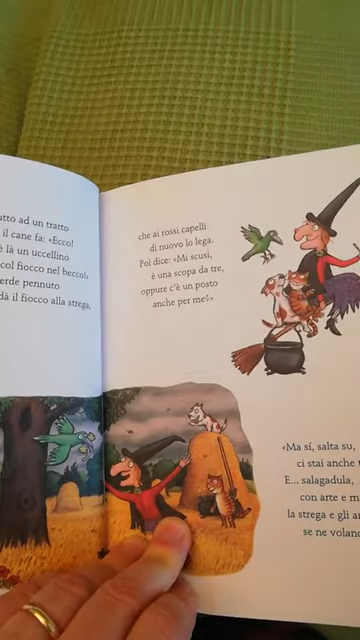 utto ad un tratto
il cane fa: «Ecco!
è là un uccellino
col fiocco nel becco!»
erde pennuto
dà il fiocco alla strega,
che ai rossi capelli
di nuovo lo lega.
Poi dice: «Mi scusi,
è una scopa da tre,
oppure c'è un posto
anche per me?»
«Ma sí, salta su,
ci stai anche
E... salagadula,
con arte e m
la strega e gli a
se ne volano